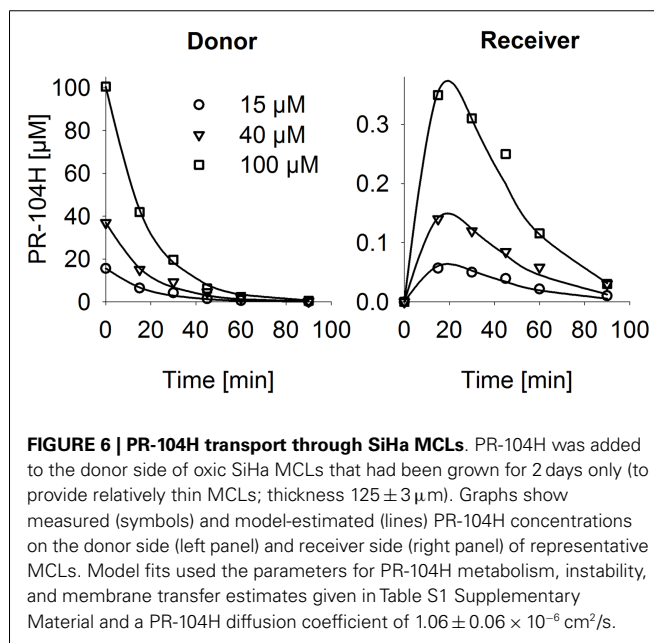 Donor
Receiver
PR-104H [µM]
100
80
60
40
20
0
○ 15 µM
▽ 40 µM
□ 100 µM
0.3
0.2
0.1
0.0
0 20 40 60 80 100
0 20 40 60 80 100
Time [min]
Time [min]
FIGURE 6 | PR-104H transport through SiHa MCLs. PR-104H was added
to the donor side of oxic SiHa MCLs that had been grown for 2 days only (to
provide relatively thin MCLs; thickness 125 ± 3 µm). Graphs show
measured (symbols) and model-estimated (lines) PR-104H concentrations
on the donor side (left panel) and receiver side (right panel) of representative
MCLs. Model fits used the parameters for PR-104H metabolism, instability,
and membrane transfer estimates given in Table S1 Supplementary
Material and a PR-104H diffusion coefficient of 1.06 ± 0.06 × 10⁻⁶ cm²/s.